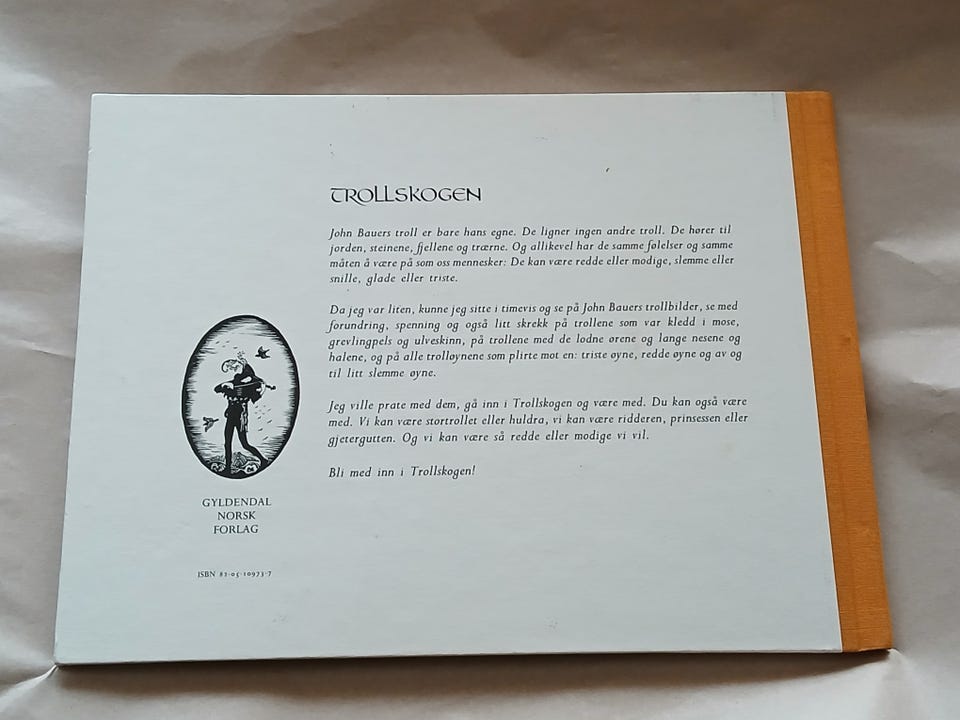 TROLLSKOGEN
John Bauers troll er bare hans egne. De ligner ingen andre troll. De hører til
jorden, steinene, fjellene og trærne. Og allikevel har de samme følelser og samme
måten å være på som oss mennesker: De kan være redde eller modige, slemme eller
snille, glade eller triste.
Da jeg var liten, kunne jeg sitte i timevis og se på John Bauers trollbilder, se med
forundring, spenning og også litt skrekk på trollene som var kledd i mose,
grevlingpels og ulveskinn, på trollene med de lodne ørene og lange nesene og
halene, og på alle trolløynene som plirte mot en: triste øyne, redde øyne og av og
til litt slemme øyne.
Jeg ville prate med dem, gå inn i Trollskogen og være med. Du kan også være
med. Vi kan være stortrollet eller huldra, vi kan være ridderen, prinsessen eller
gjetergutten. Og vi kan være så redde eller modige vi vil.
Bli med inn i Trollskogen!
GYLDENDAL
NORSK
FORLAG
ISBN 82-05-10973-7